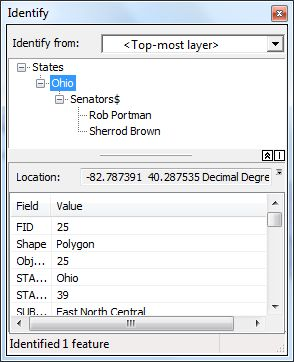 Identify
Identify from: <Top-most layer>
States
Ohio
Senators$
Rob Portman
Sherrod Brown
Location: -82.787391 40.287535 Decimal Degre
Field Value
FID 25
Shape Polygon
Obj... 25
STA... Ohio
STA... 39
SUB... East North Central
Identified 1 feature